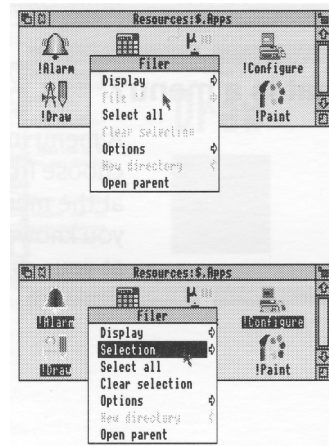 Resources:$.Apps
!Alarm
!Configure
!Draw
!Paint
Filer
Display
File
Select all
Clear selection
Options
New directory
Open parent
Resources:$.Apps
!Alarm
!Configure
!Draw
!Paint
Filer
Display
Selection
Select all
Clear selection
Options
New directory
Open parent